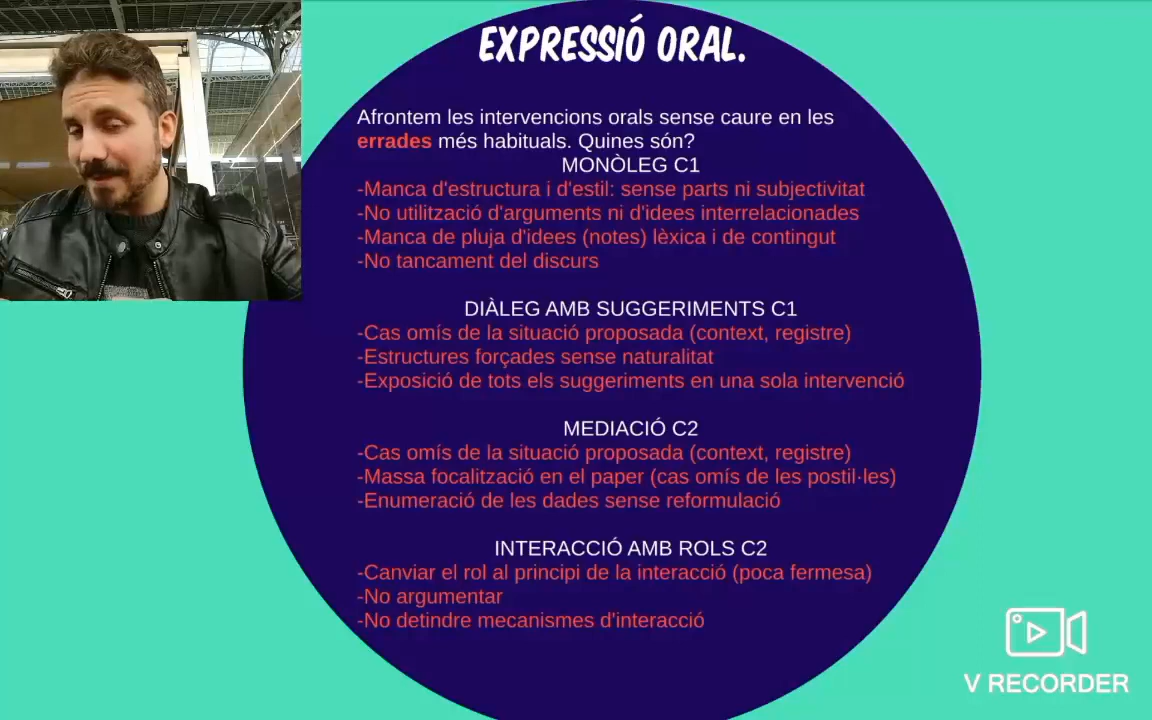 EXPRESSIÓ ORAL.
Afrontem les intervencions orals sense caure en les
errades més habituals. Quines són?
MONÒLEG C1
-Manca d'estructura i d'estil: sense parts ni subjectivitat
-No utilització d'arguments ni d'idees interrelacionades
-Manca de pluja d'idees (notes) lèxica i de contingut
-No tancament del discurs
DIÀLEG AMB SUGGERIMENTS C1
-Cas omís de la situació proposada (context, registre)
-Estructures forçades sense naturalitat
-Exposició de tots els suggeriments en una sola intervenció
MEDIACIÓ C2
-Cas omís de la situació proposada (context, registre)
-Massa focalització en el paper (cas omís de les postil·les)
-Enumeració de les dades sense reformulació
INTERACCIÓ AMB ROLS C2
-Canviar el rol al principi de la interacció (poca fermesa)
-No argumentar
-No detindre mecanismes d'interacció
V RECORDER